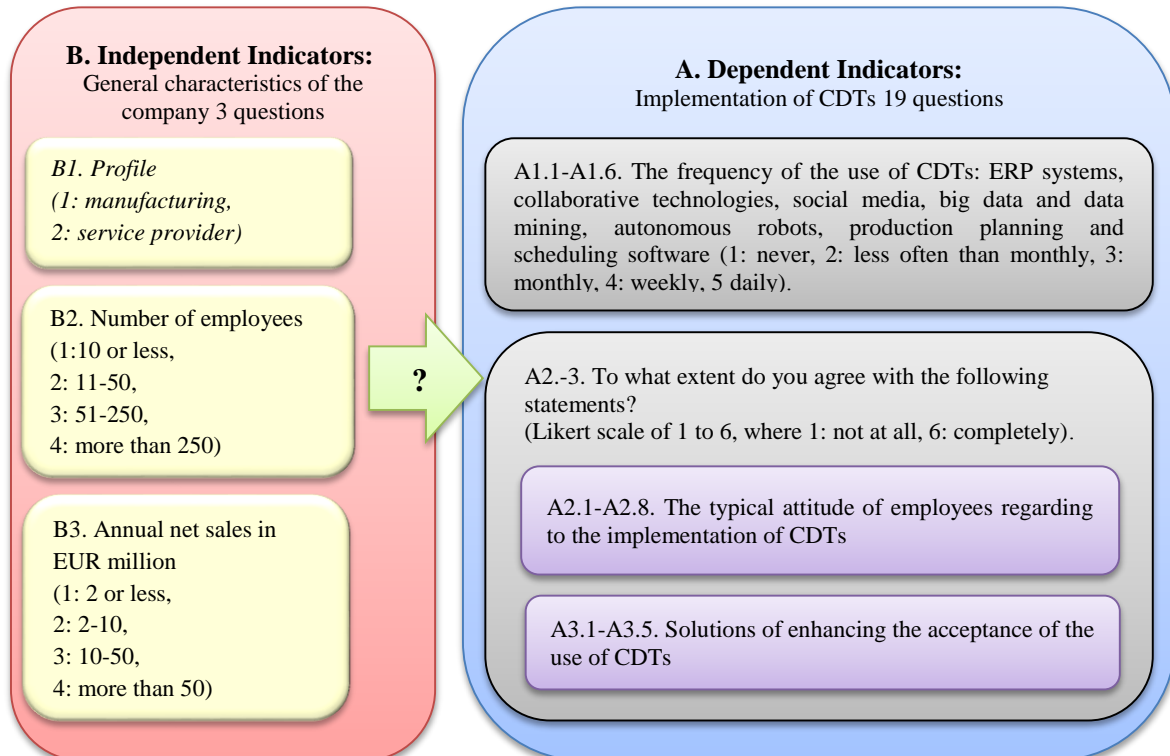 B. Independent Indicators:
General characteristics of the
company 3 questions
B1. Profile
(1: manufacturing,
2: service provider)
B2. Number of employees
(1:10 or less,
2: 11-50,
3: 51-250,
4: more than 250)
B3. Annual net sales in
EUR million
(1: 2 or less,
2: 2-10,
3: 10-50,
4: more than 50)
?
A. Dependent Indicators:
Implementation of CDTs 19 questions
A1.1-A1.6. The frequency of the use of CDTs: ERP systems,
collaborative technologies, social media, big data and data
mining, autonomous robots, production planning and
scheduling software (1: never, 2: less often than monthly, 3:
monthly, 4: weekly, 5 daily).
A2.-3. To what extent do you agree with the following
statements?
(Likert scale of 1 to 6, where 1: not at all, 6: completely).
A2.1-A2.8. The typical attitude of employees regarding
to the implementation of CDTs
A3.1-A3.5. Solutions of enhancing the acceptance of the
use of CDTs